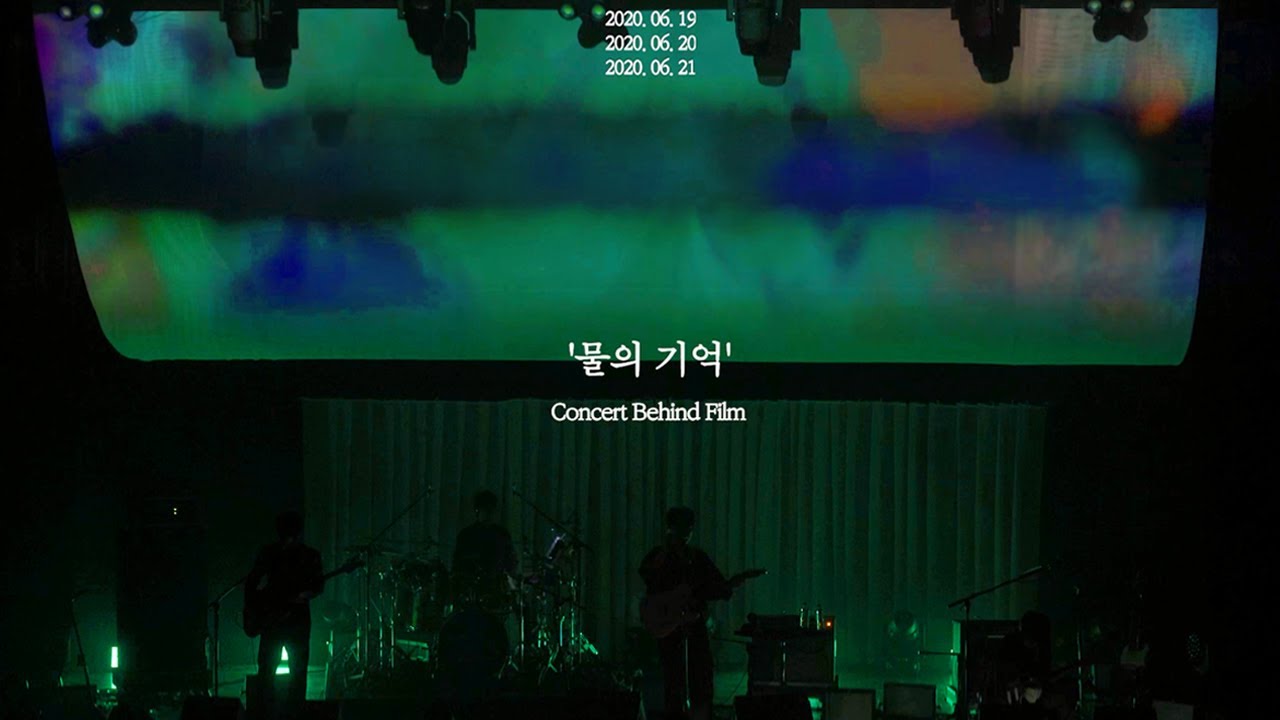 2020. 06. 19
2020. 06. 20
2020. 06. 21
'물의 기억'
Concert Behind Film